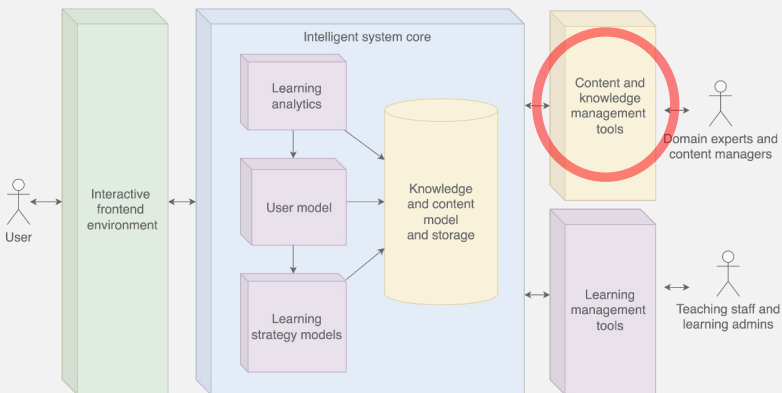 Intelligent system core
Learning
analytics
User model
Learning
strategy models
Knowledge
and content
model
and storage
Interactive
frontend
environment
User
Content and
knowledge
management
tools
Domain experts and
content managers
Learning
management
tools
Teaching staff and
learning admins